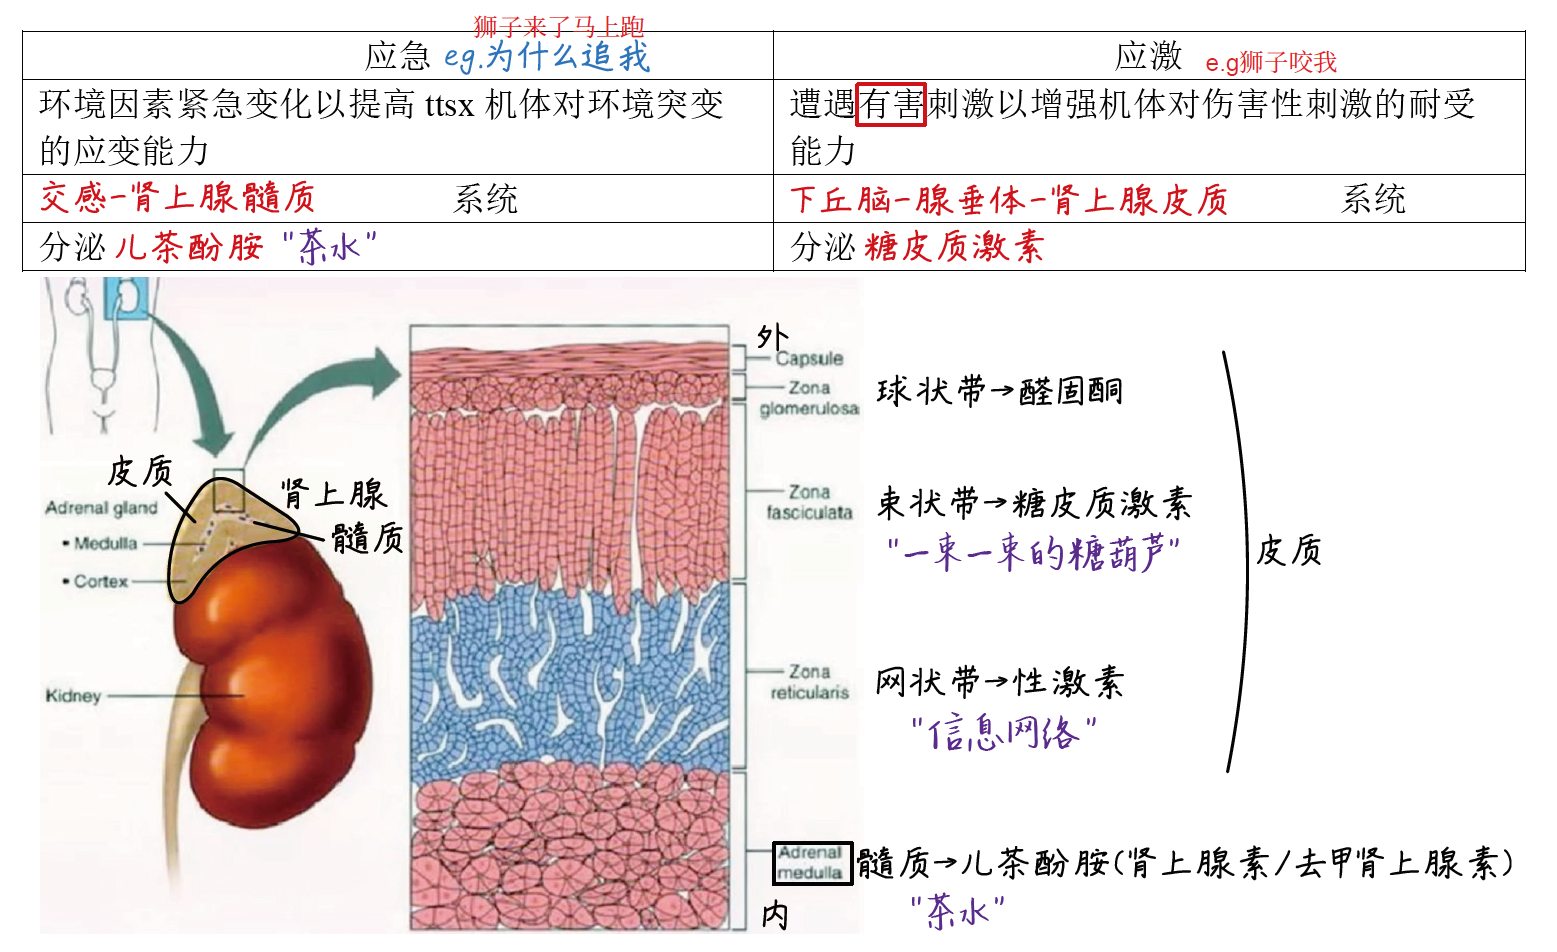 狮子来了马上跑
应急 eg.为什么追我
应激 e.g狮子咬我
环境因素紧急变化以提高 ttsx 机体对环境突变
的应变能力
遭遇有害刺激以增强机体对伤害性刺激的耐受
能力
交感-肾上腺髓质 系统
下丘脑-腺垂体-肾上腺皮质 系统
分泌 儿茶酚胺 "茶水"
分泌 糖皮质激素
外
Capsule
Zona
glomerulosa
球状带→醛固酮
皮质
肾上腺
髓质
Adrenal gland
• Medulla
• Cortex
Kidney
Zona
fasciculata
束状带→糖皮质激素
"一束一束的糖葫芦"
皮质
Zona
reticularis
网状带→性激素
"信息网络"
Adrenal
medulla
髓质→儿茶酚胺(肾上腺素/去甲肾上腺素)
"茶水"
内